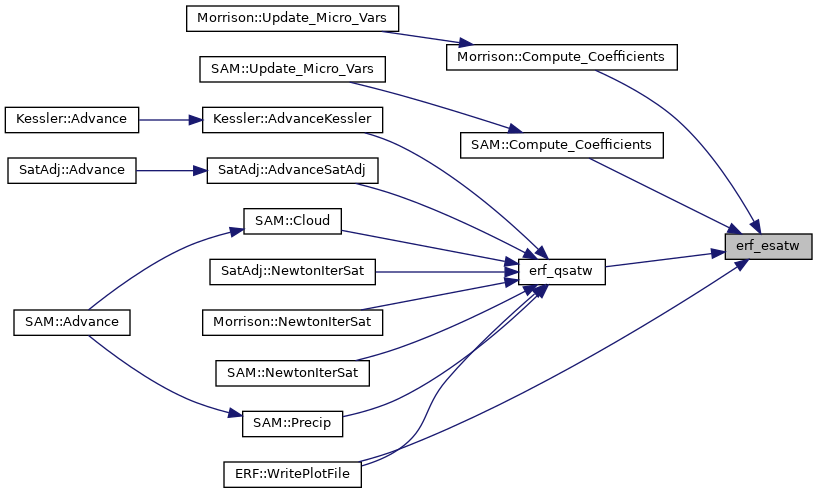 Morrison::Update_Micro_Vars
Morrison::Compute_Coefficients
SAM::Update_Micro_Vars
Kessler::Advance
Kessler::AdvanceKessler
SAM::Compute_Coefficients
SatAdj::Advance
SatAdj::AdvanceSatAdj
SAM::Cloud
erf_esatw
SatAdj::NewtonIterSat
erf_qsatw
SAM::Advance
Morrison::NewtonIterSat
SAM::NewtonIterSat
SAM::Precip
ERF::WritePlotFile